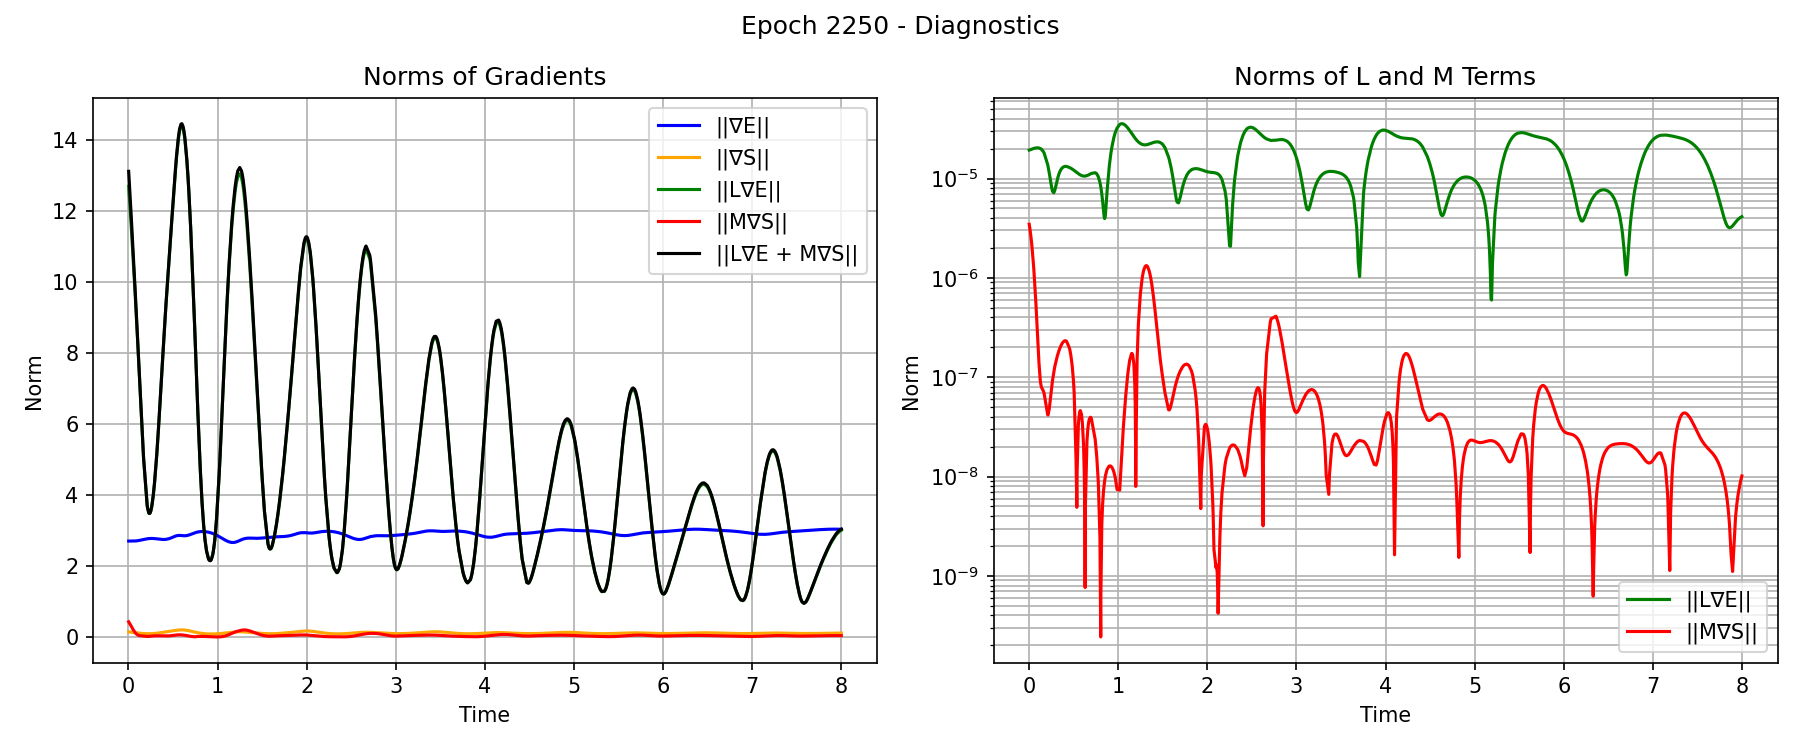 Epoch 2250 - Diagnostics
Norms of Gradients
Norm
14
12
10
8
6
4
2
0
0 1 2 3 4 5 6 7 8
Time
||∇E||
||∇S||
||L∇E||
||M∇S||
||L∇E + M∇S||
Norms of L and M Terms
Norm
10⁻⁵
10⁻⁶
10⁻⁷
10⁻⁸
10⁻⁹
0 1 2 3 4 5 6 7 8
Time
||L∇E||
||M∇S||